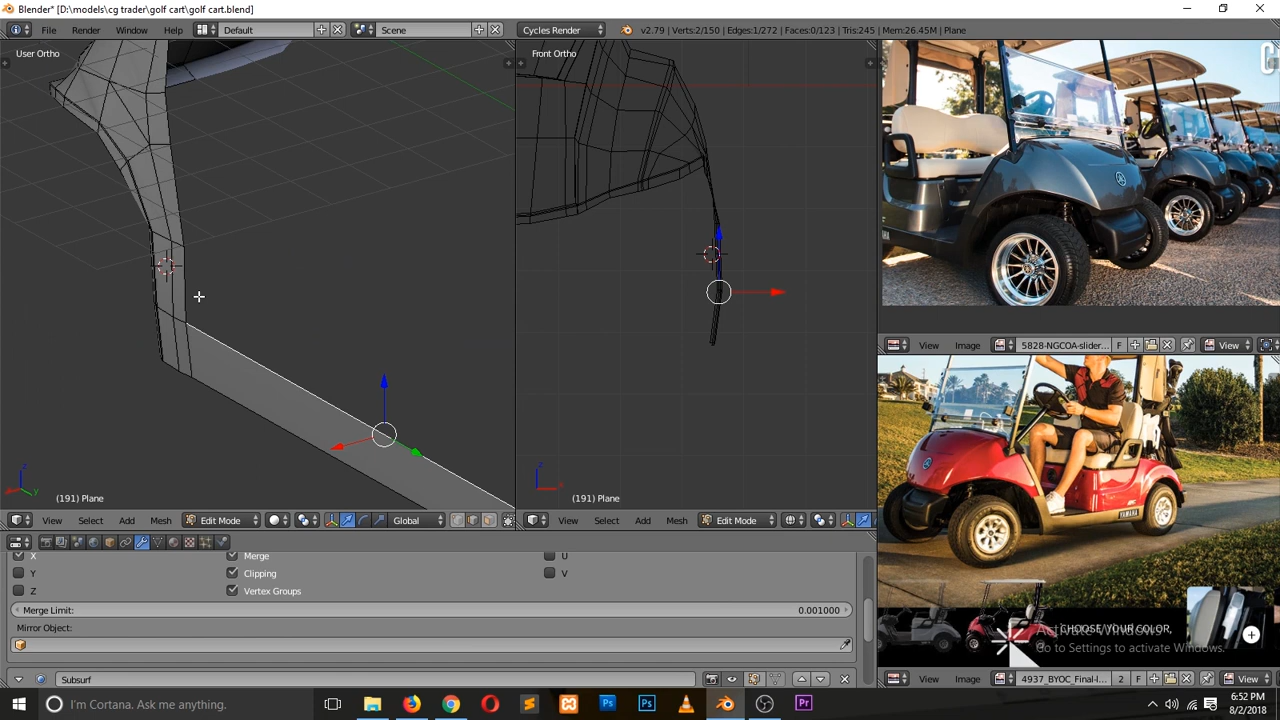 Blender* [D:\models\cg trader\golf cart\golf cart.blend]
File Render Window Help Default Scene Cycles Render v2.79 | Verts:2/150 | Edges:1/272 | Faces:0/123 | Tris:245 | Mem:26.45M | Plane
User Ortho
Front Ortho
(191) Plane
(191) Plane
View Select Add Mesh Edit Mode Global
View Select Add Mesh Edit Mode
X Merge U
Y Clipping V
Z Vertex Groups
Merge Limit: 0.001000
Mirror Object:
Subsurf
View Image 5828-NGCOA-slider... F View
YAMAHA
CHOOSE YOUR COLOR,
Activate Windows
Go to Settings to activate Windows.
View Image 4937_BYOC_Final-l... 2 F View
I'm Cortana. Ask me anything.
6:52 PM
8/2/2018